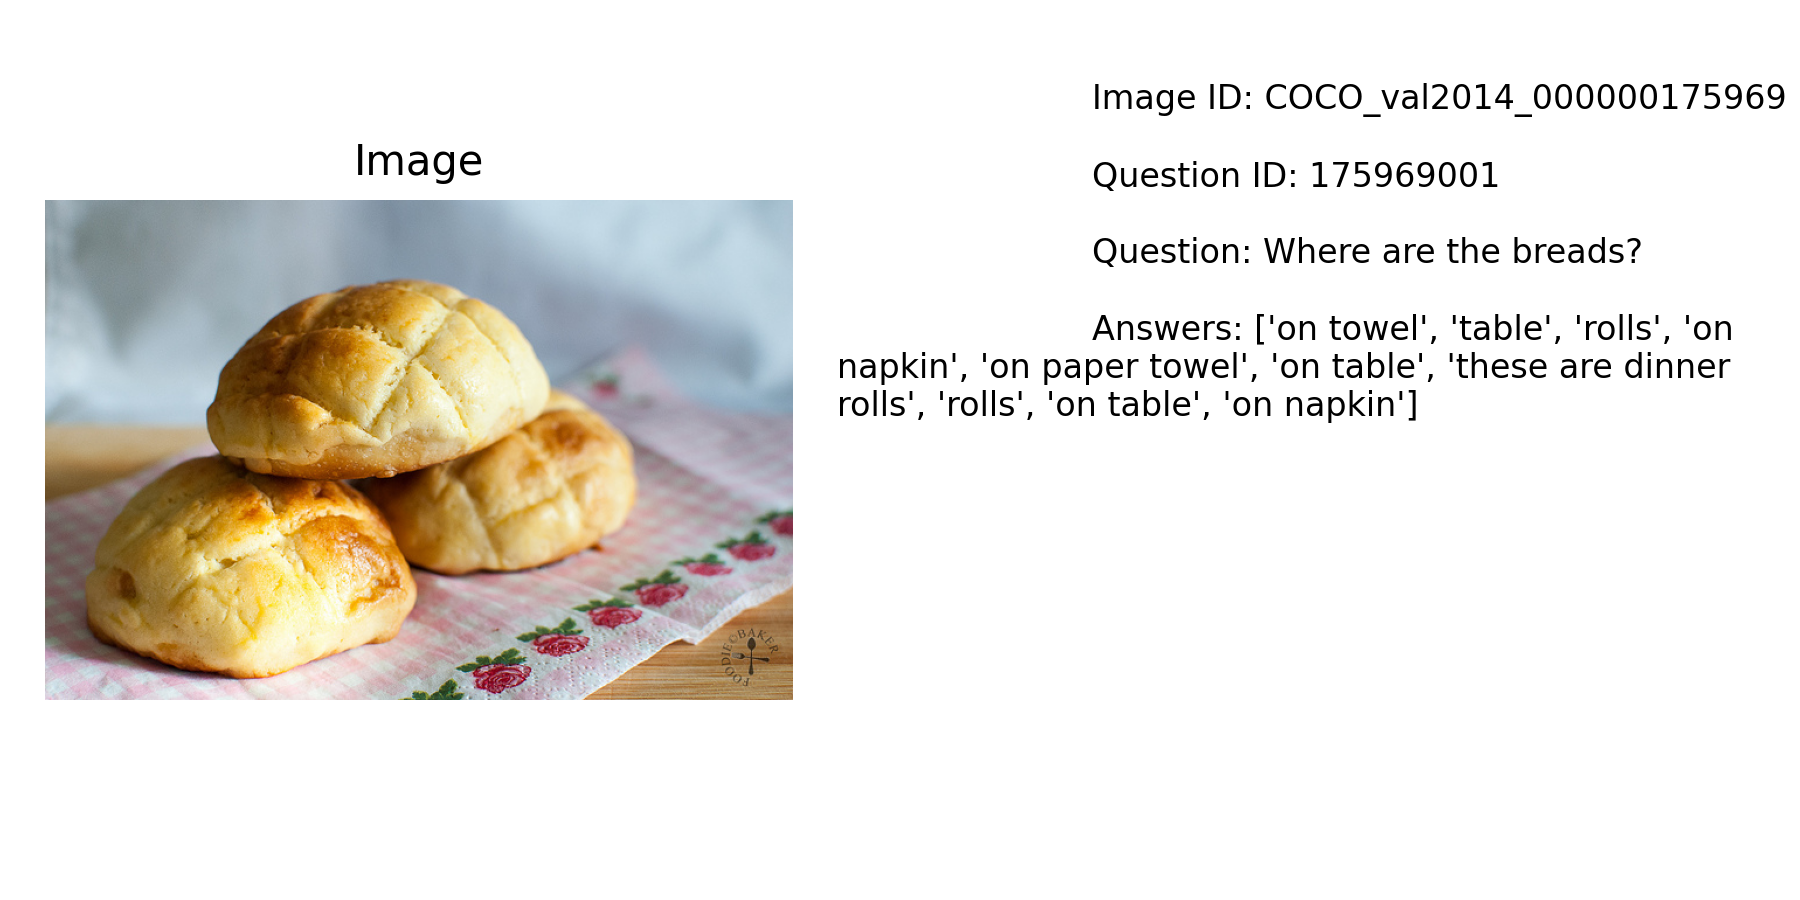 Image
Image ID: COCO_val2014_000000175969
Question ID: 175969001
Question: Where are the breads?
Answers: ['on towel', 'table', 'rolls', 'on
napkin', 'on paper towel', 'on table', 'these are dinner
rolls', 'rolls', 'on table', 'on napkin']
FOODIE©BAKER